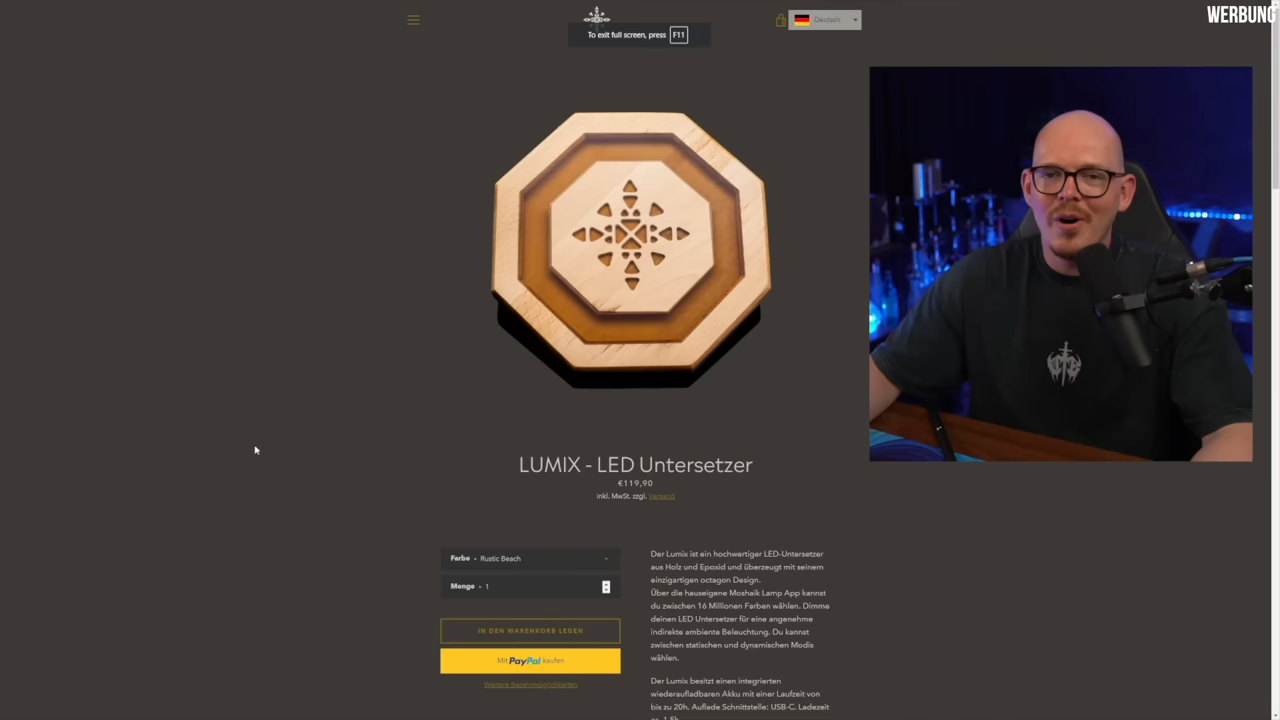 WERBUNG
Deutsch
To exit full screen, press F11
LUMIX - LED Untersetzer
€119,90
inkl. MwSt. zzgl. Versand
Farbe - Rustic Beach
Menge - 1
IN DEN WARENKORB LEGEN
Mit PayPal kaufen
Weitere Bezahlmöglichkeiten
Der Lumix ist ein hochwertiger LED-Untersetzer
aus Holz und Epoxid und überzeugt mit seinem
einzigartigen octagon Design.
Über die hauseigene Moshaik Lamp App kannst
du zwischen 16 Millionen Farben wählen. Dimme
deinen LED Untersetzer für eine angenehme
indirekte ambiente Beleuchtung. Du kannst
zwischen statischen und dynamischen Modis
wählen.
Der Lumix besitzt einen integrierten
wiederaufladbaren Akku mit einer Laufzeit von
bis zu 20h. Auflade Schnittstelle: USB-C. Ladezeit